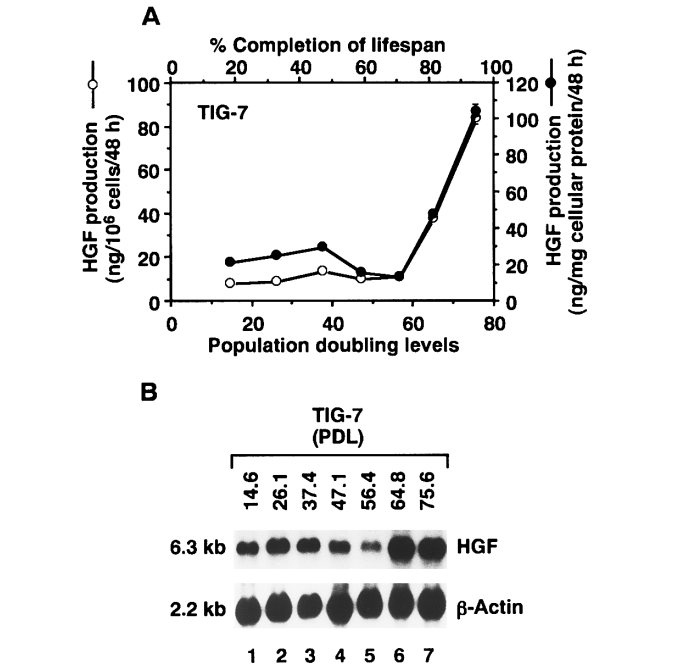 A
% Completion of lifespan
0 20 40 60 80 100
100 120
TIG-7
80 100
60 80
40 60
20 40
0 20
0
HGF production
(ng/10⁶ cells/48 h)
HGF production
(ng/mg cellular protein/48 h)
0 20 40 60 80
Population doubling levels
B
TIG-7
(PDL)
14.6 26.1 37.4 47.1 56.4 64.8 75.6
6.3 kb HGF
2.2 kb β-Actin
1 2 3 4 5 6 7